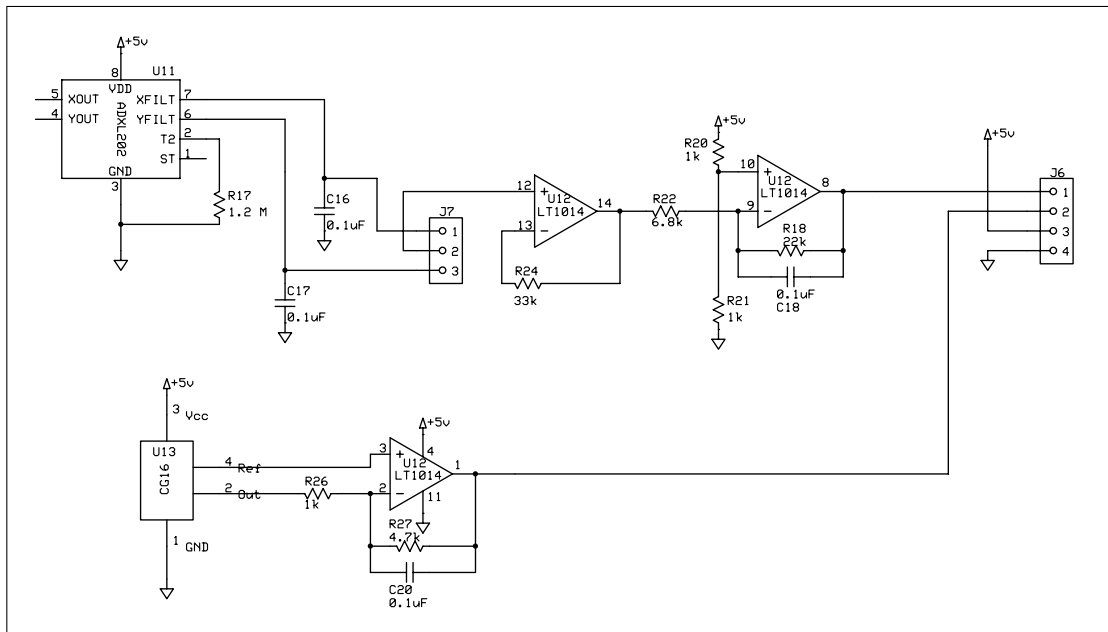 +5v
U11
8
VDD
5 XOUT XFILT 7
4 YOUT YFILT 6
ADXL202
T2 2
ST 1
GND
3
R17
1.2 M
C16
0.1uF
C17
0.1uF
J7
1
2
3
12
+
U12
LT1014
14
13
−
R24
33k
R22
6.8k
+5v
R20
1k
10
+
U12
LT1014
8
9
−
R18
22k
0.1uF
C18
R21
1k
+5v
J6
1
2
3
4
+5v
3 Vcc
U13
CG16
4 Ref
2 Out
1 GND
R26
1k
+5v
4
3
+
U12
LT1014
1
2
−
11
R27
4.7k
C20
0.1uF